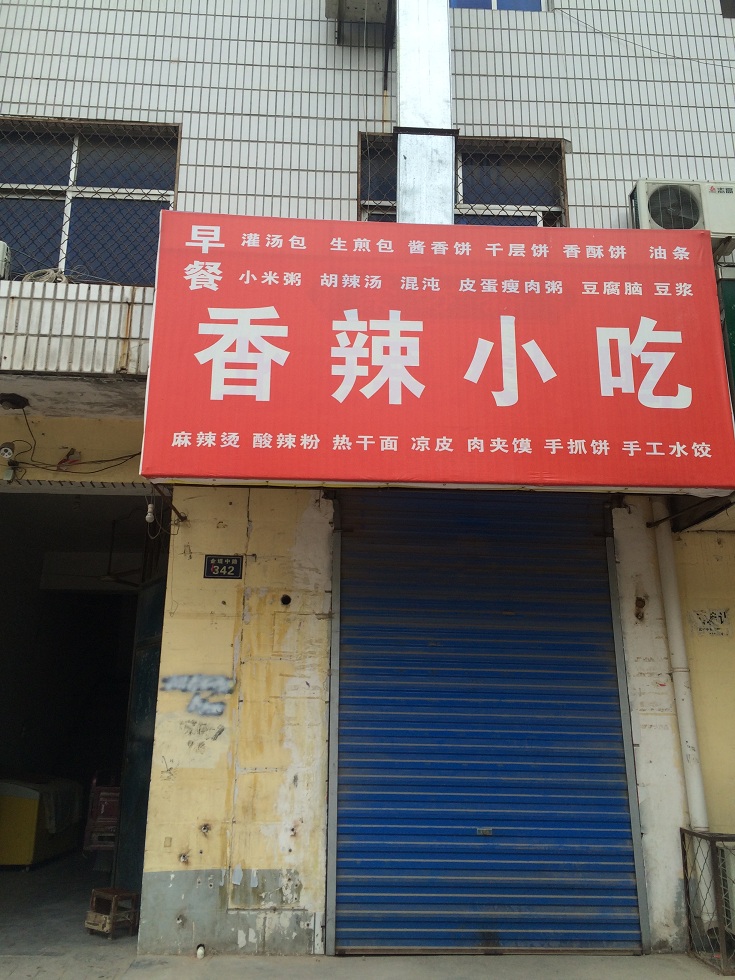 早餐
灌汤包 生煎包 酱香饼 千层饼 香酥饼 油条
小米粥 胡辣汤 混沌 皮蛋瘦肉粥 豆腐脑 豆浆
香辣小吃
麻辣烫 酸辣粉 热干面 凉皮 肉夹馍 手抓饼 手工水饺
志高
342